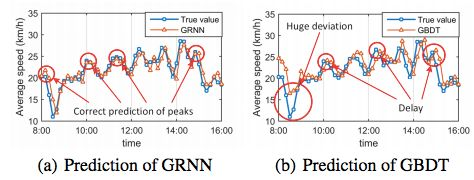 True value
GRNN
Average speed (km/h)
35
30
25
20
15
10
Correct prediction of peaks
8:00
10:00
12:00
14:00
16:00
time
(a) Prediction of GRNN
Huge deviation
True value
GBDT
Average speed (km/h)
35
30
25
20
15
10
Delay
8:00
10:00
12:00
14:00
16:00
time
(b) Prediction of GBDT